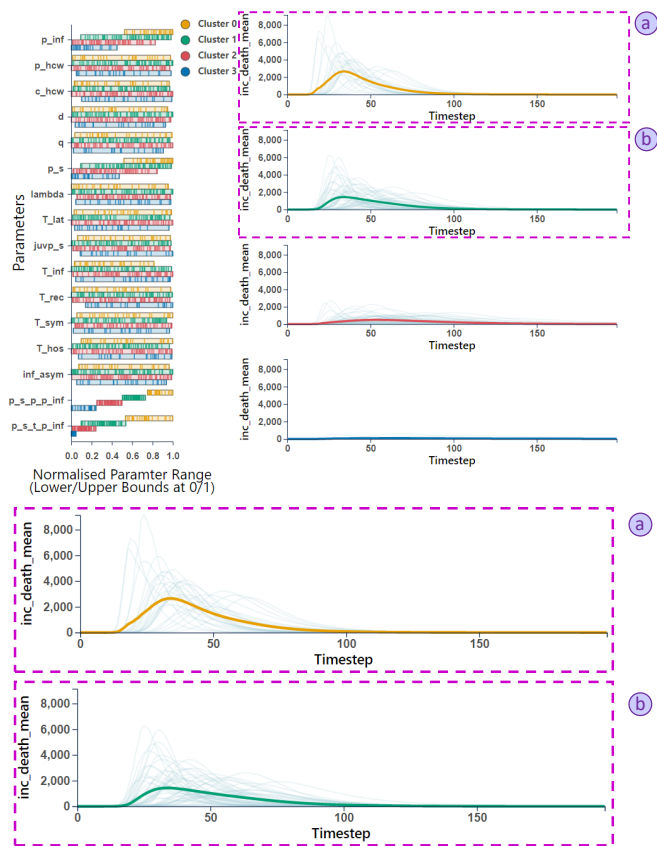 Cluster 0
Cluster 1
Cluster 2
Cluster 3
Parameters
p_inf
p_hcw
c_hcw
d
q
p_s
lambda
T_lat
juvp_s
T_inf
T_rec
T_sym
T_hos
inf_asym
p_s_p_p_inf
p_s_t_p_inf
0.0 0.2 0.4 0.6 0.8 1.0
Normalised Paramter Range
(Lower/Upper Bounds at 0/1)
a
inc_death_mean
8,000
6,000
4,000
2,000
0
0 50 100 150
Timestep
b
inc_death_mean
8,000
6,000
4,000
2,000
0
0 50 100 150
Timestep
inc_death_mean
8,000
6,000
4,000
2,000
0
0 50 100 150
Timestep
inc_death_mean
8,000
6,000
4,000
2,000
0
0 50 100 150
Timestep
a
inc_death_mean
8,000
6,000
4,000
2,000
0
0 50 100 150
Timestep
b
inc_death_mean
8,000
6,000
4,000
2,000
0
0 50 100 150
Timestep